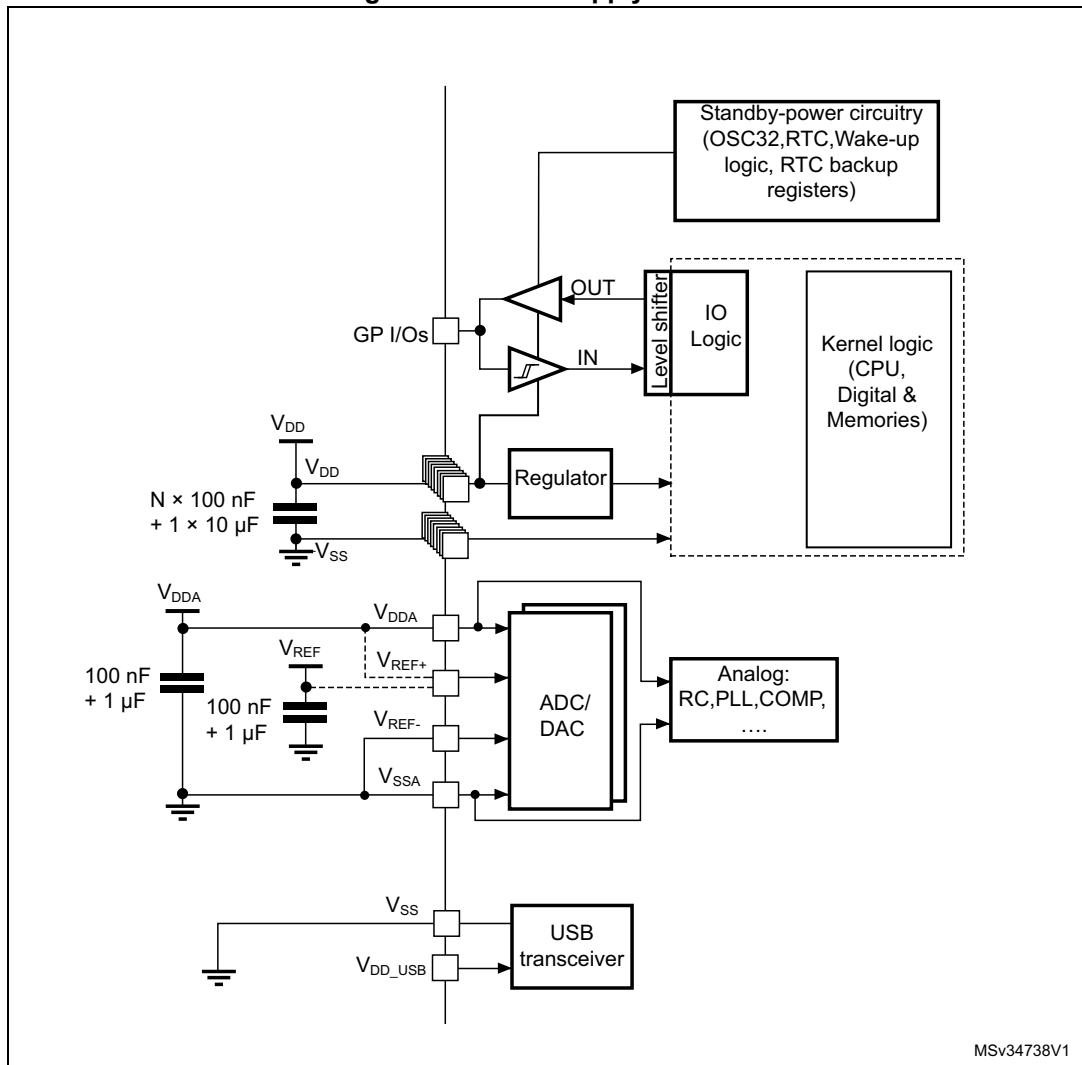 Standby-power circuitry
(OSC32,RTC,Wake-up
logic, RTC backup
registers)
OUT
Level shifter
IO
Logic
GP I/Os
IN
Kernel logic
(CPU,
Digital &
Memories)
VDD
VDD
Regulator
N × 100 nF
+ 1 × 10 µF
VSS
VDDA
VDDA
VREF
VREF+
100 nF
+ 1 µF
100 nF
+ 1 µF
VREF-
ADC/
DAC
Analog:
RC,PLL,COMP,
....
VSSA
VSS
USB
transceiver
VDD_USB
MSv34738V1